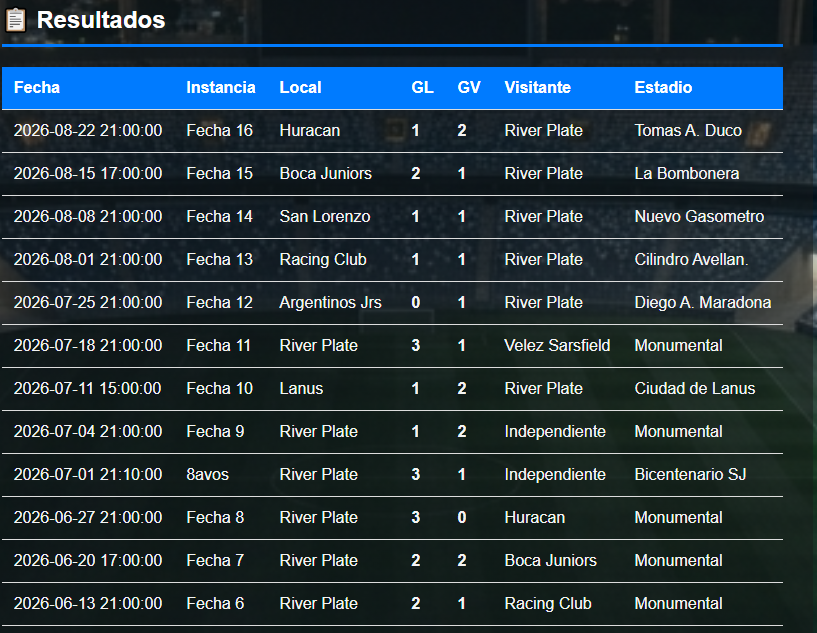 Resultados
Fecha Instancia Local GL GV Visitante Estadio
2026-08-22 21:00:00 Fecha 16 Huracan 1 2 River Plate Tomas A. Duco
2026-08-15 17:00:00 Fecha 15 Boca Juniors 2 1 River Plate La Bombonera
2026-08-08 21:00:00 Fecha 14 San Lorenzo 1 1 River Plate Nuevo Gasometro
2026-08-01 21:00:00 Fecha 13 Racing Club 1 1 River Plate Cilindro Avellan.
2026-07-25 21:00:00 Fecha 12 Argentinos Jrs 0 1 River Plate Diego A. Maradona
2026-07-18 21:00:00 Fecha 11 River Plate 3 1 Velez Sarsfield Monumental
2026-07-11 15:00:00 Fecha 10 Lanus 1 2 River Plate Ciudad de Lanus
2026-07-04 21:00:00 Fecha 9 River Plate 1 2 Independiente Monumental
2026-07-01 21:10:00 8avos River Plate 3 1 Independiente Bicentenario SJ
2026-06-27 21:00:00 Fecha 8 River Plate 3 0 Huracan Monumental
2026-06-20 17:00:00 Fecha 7 River Plate 2 2 Boca Juniors Monumental
2026-06-13 21:00:00 Fecha 6 River Plate 2 1 Racing Club Monumental